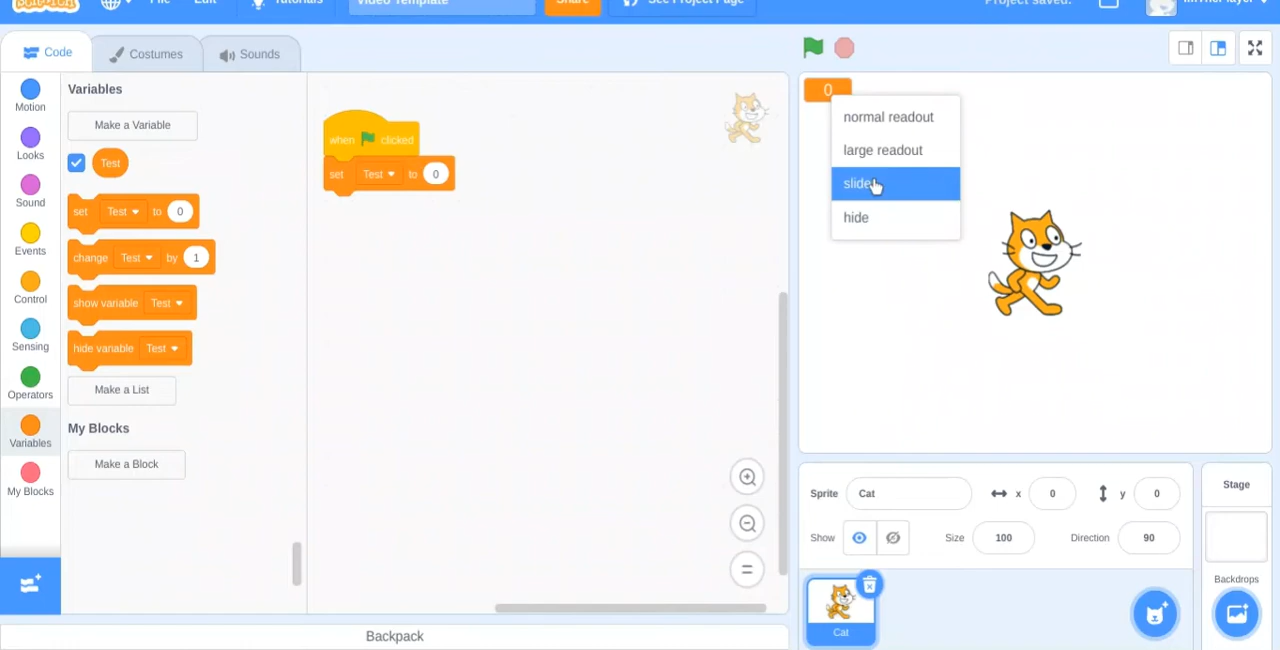 SCRATCH File Edit Tutorials Video Template Share See Project Page Project saved.
Code Costumes Sounds
Motion
Looks
Sound
Events
Control
Sensing
Operators
Variables
My Blocks
Variables
Make a Variable
Test
set Test to 0
change Test by 1
show variable Test
hide variable Test
Make a List
My Blocks
Make a Block
when clicked
set Test to 0
0
normal readout
large readout
slider
hide
Sprite Cat x 0 y 0
Show Size 100 Direction 90
Cat
Stage
Backdrops
Backpack